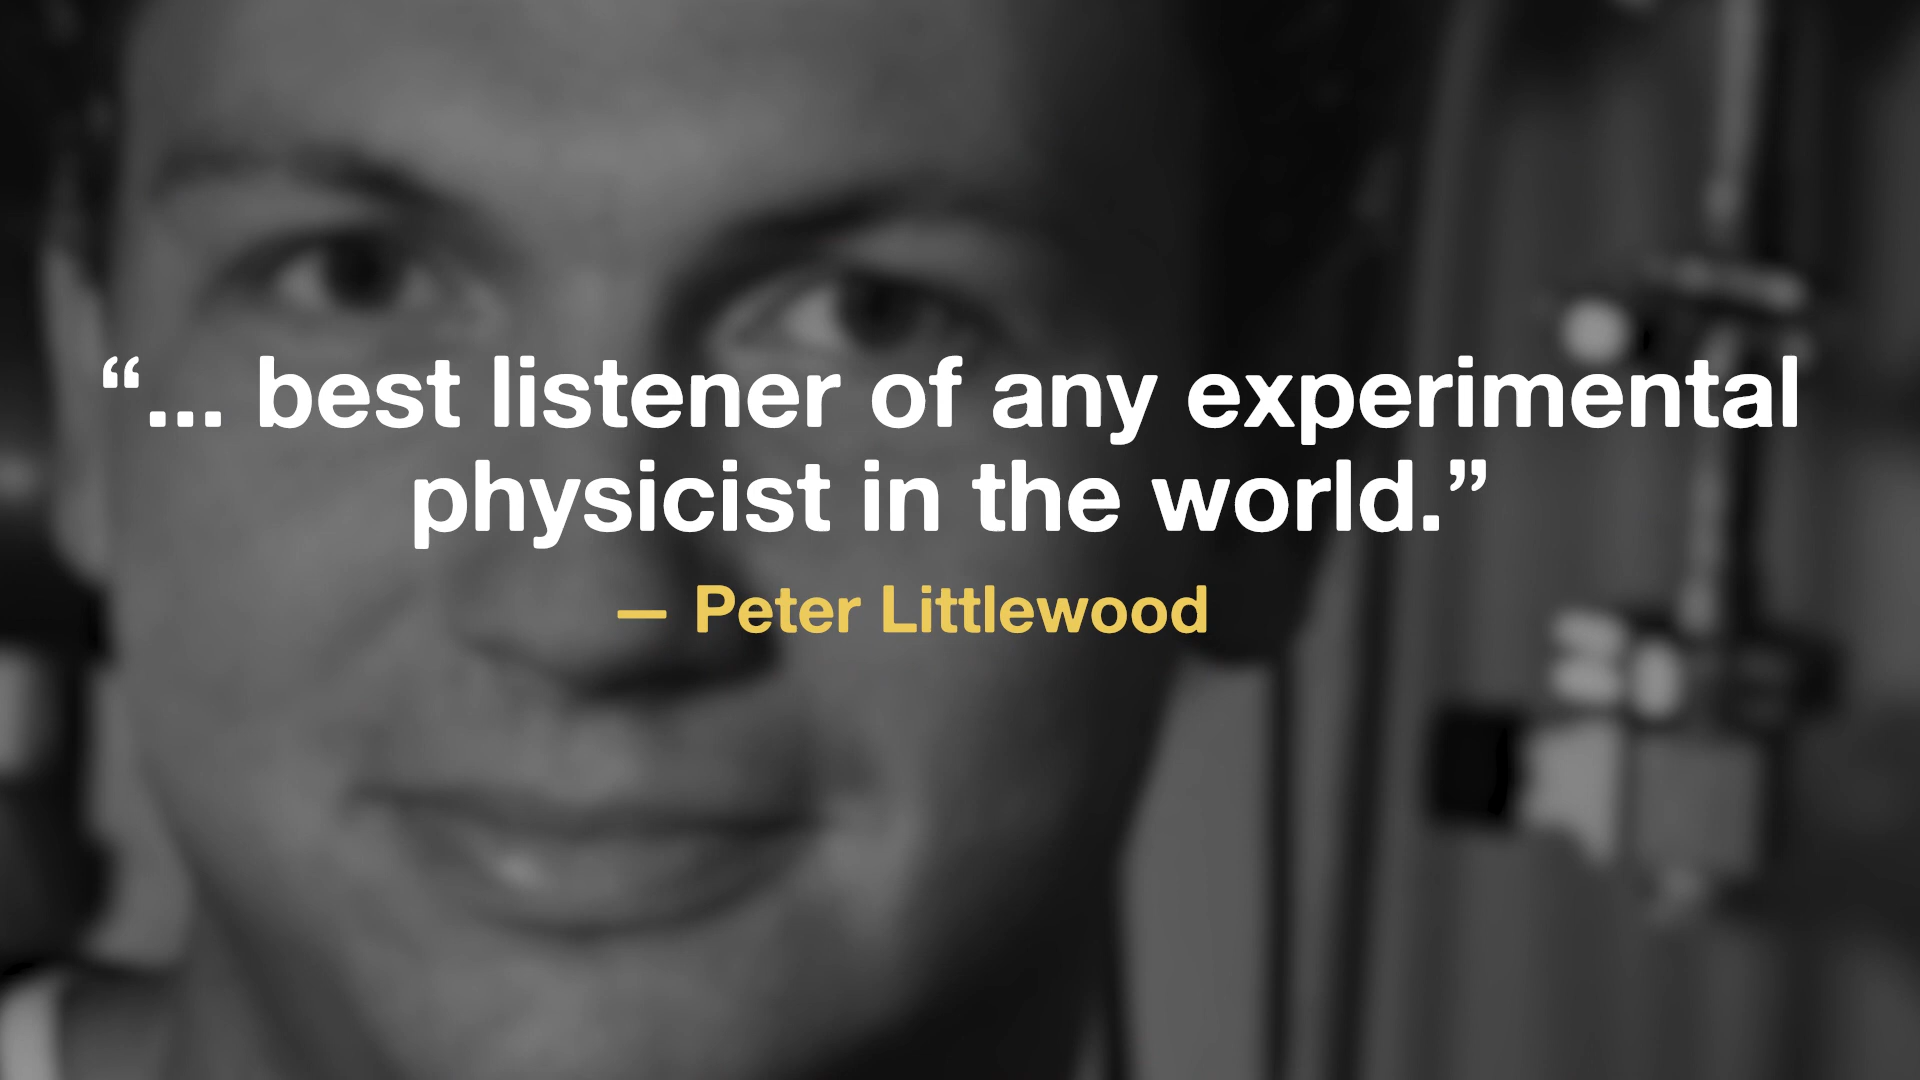 “... best listener of any experimental
physicist in the world.”
— Peter Littlewood